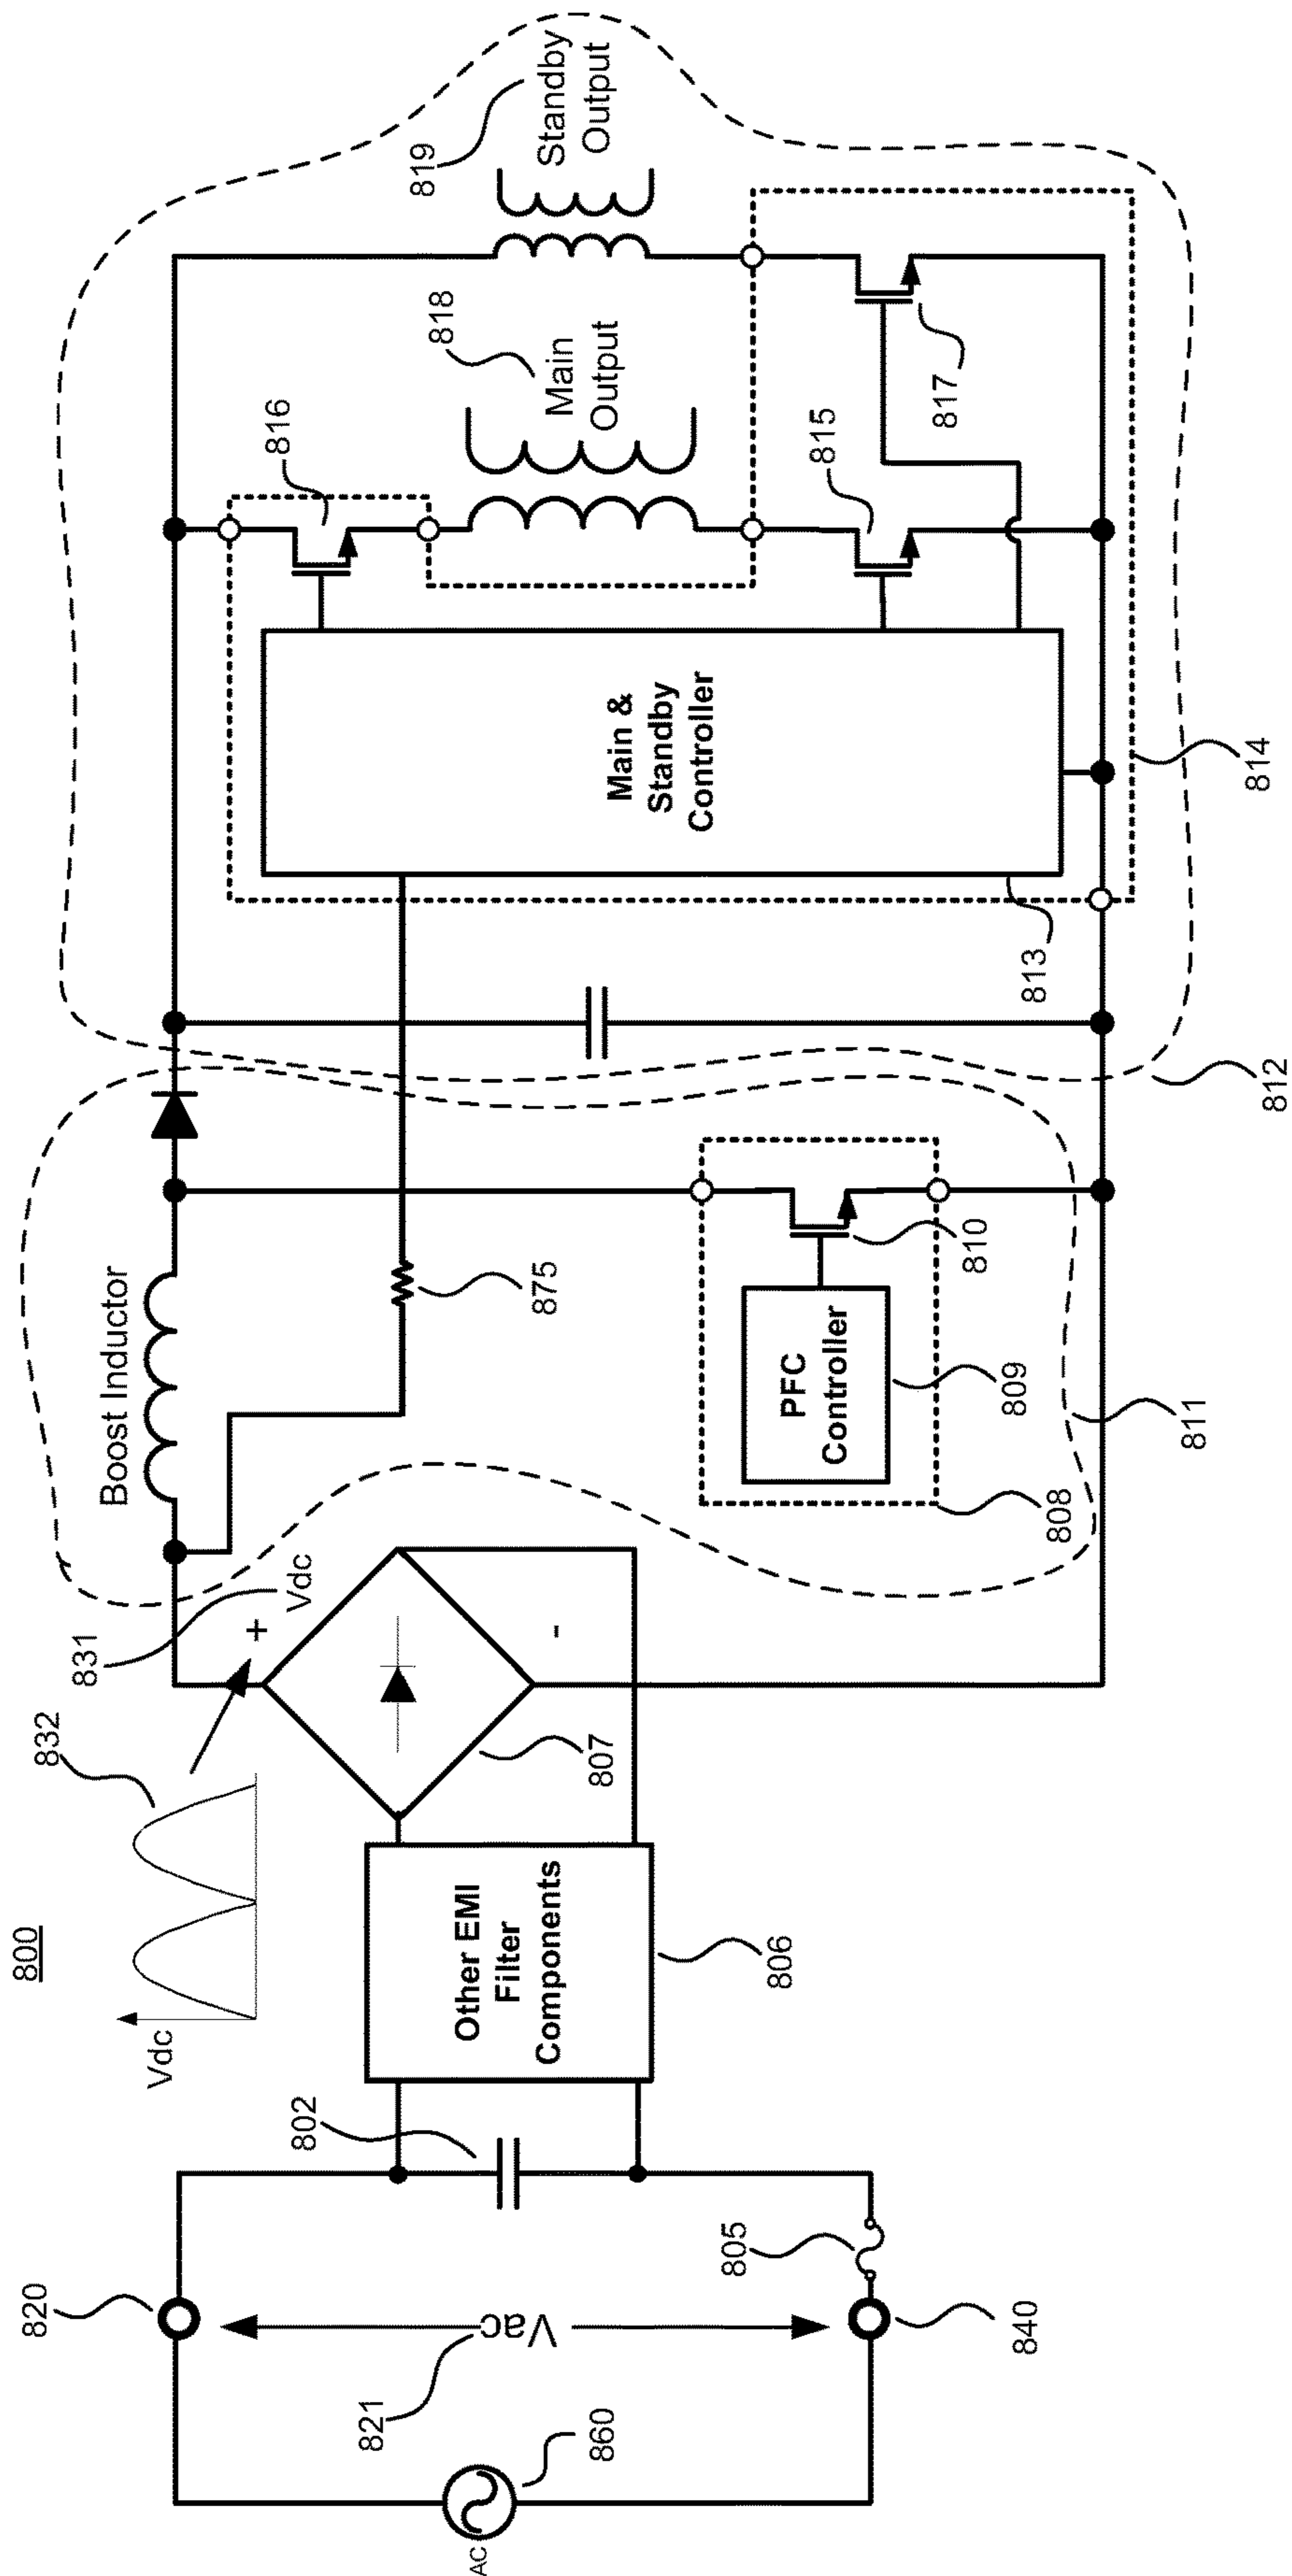 800
820
AC
860
821
Vac
840
805
802
Other EMI
Filter
Components
806
Vdc
832
831
Vdc
+
-
807
Boost Inductor
875
PFC
Controller
809
810
808
811
812
813
Main &
Standby
Controller
814
816
815
817
818
Main
Output
819
Standby
Output